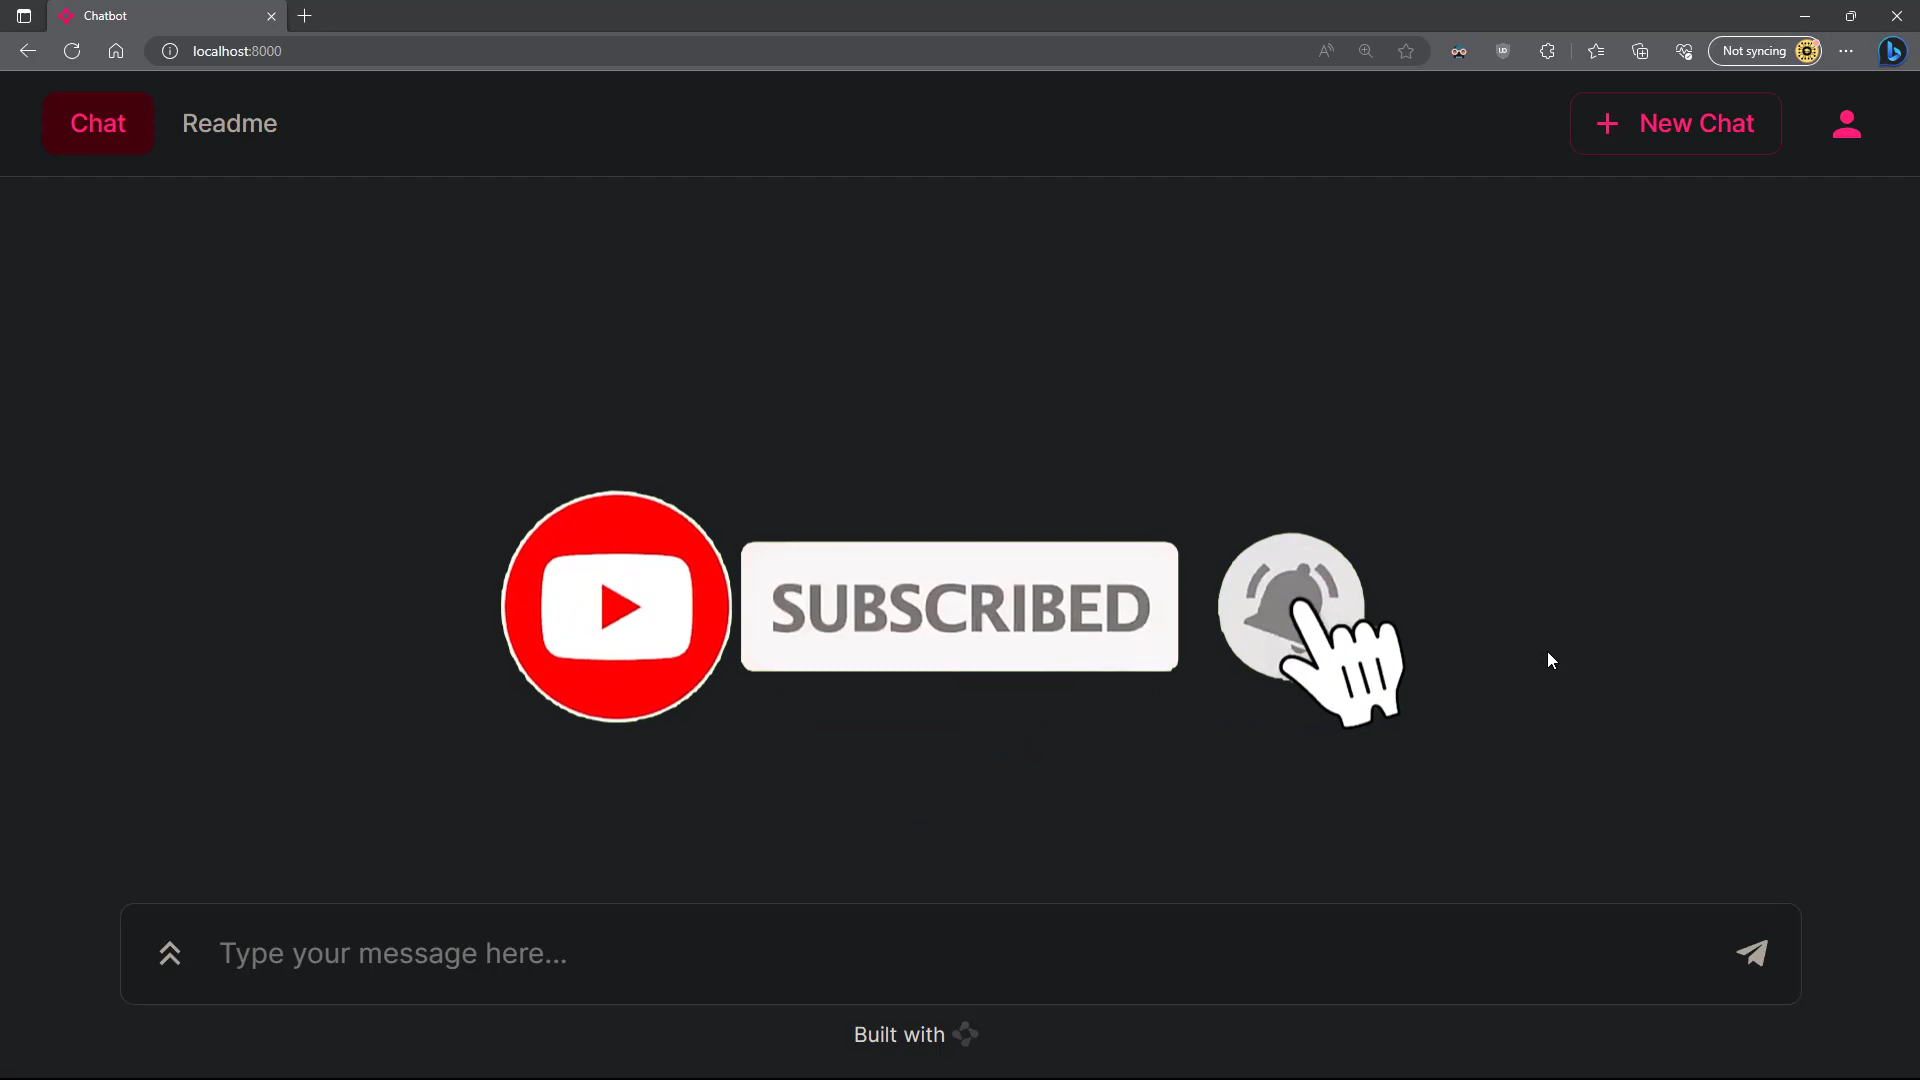 Chatbot
localhost:8000
Not syncing
Chat
Readme
New Chat
SUBSCRIBED
Type your message here...
Built with